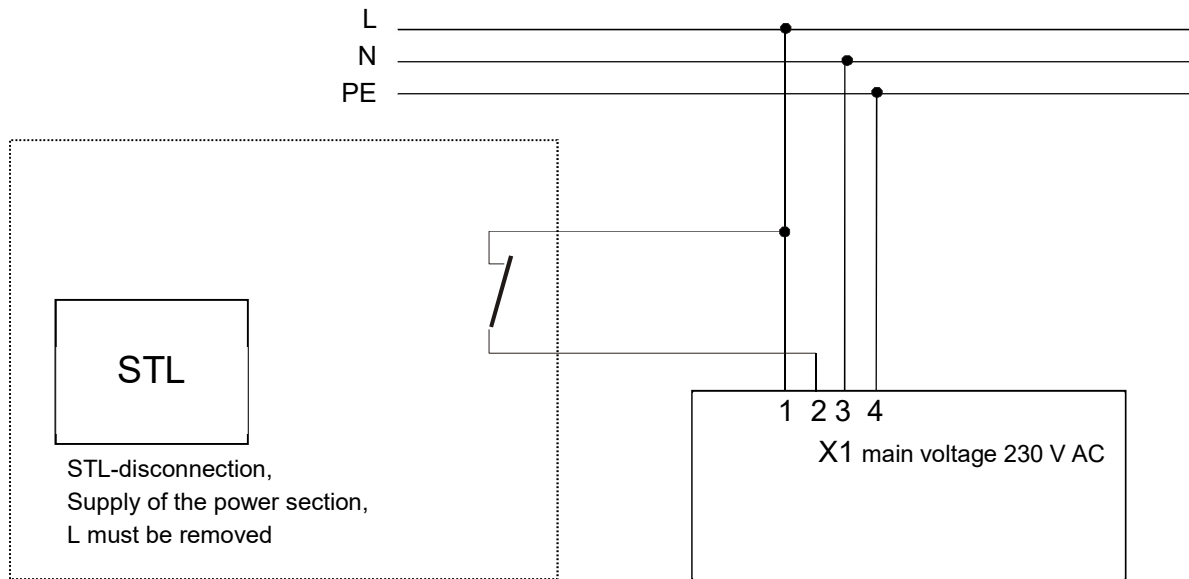 L
N
PE
STL
STL-disconnection,
Supply of the power section,
L must be removed
1 2 3 4
X1 main voltage 230 V AC